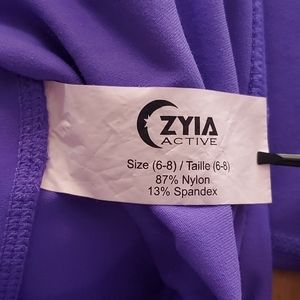 ZYIA
ACTIVE
Size (6-8) / Taille (6-8)
87% Nylon
13% Spandex